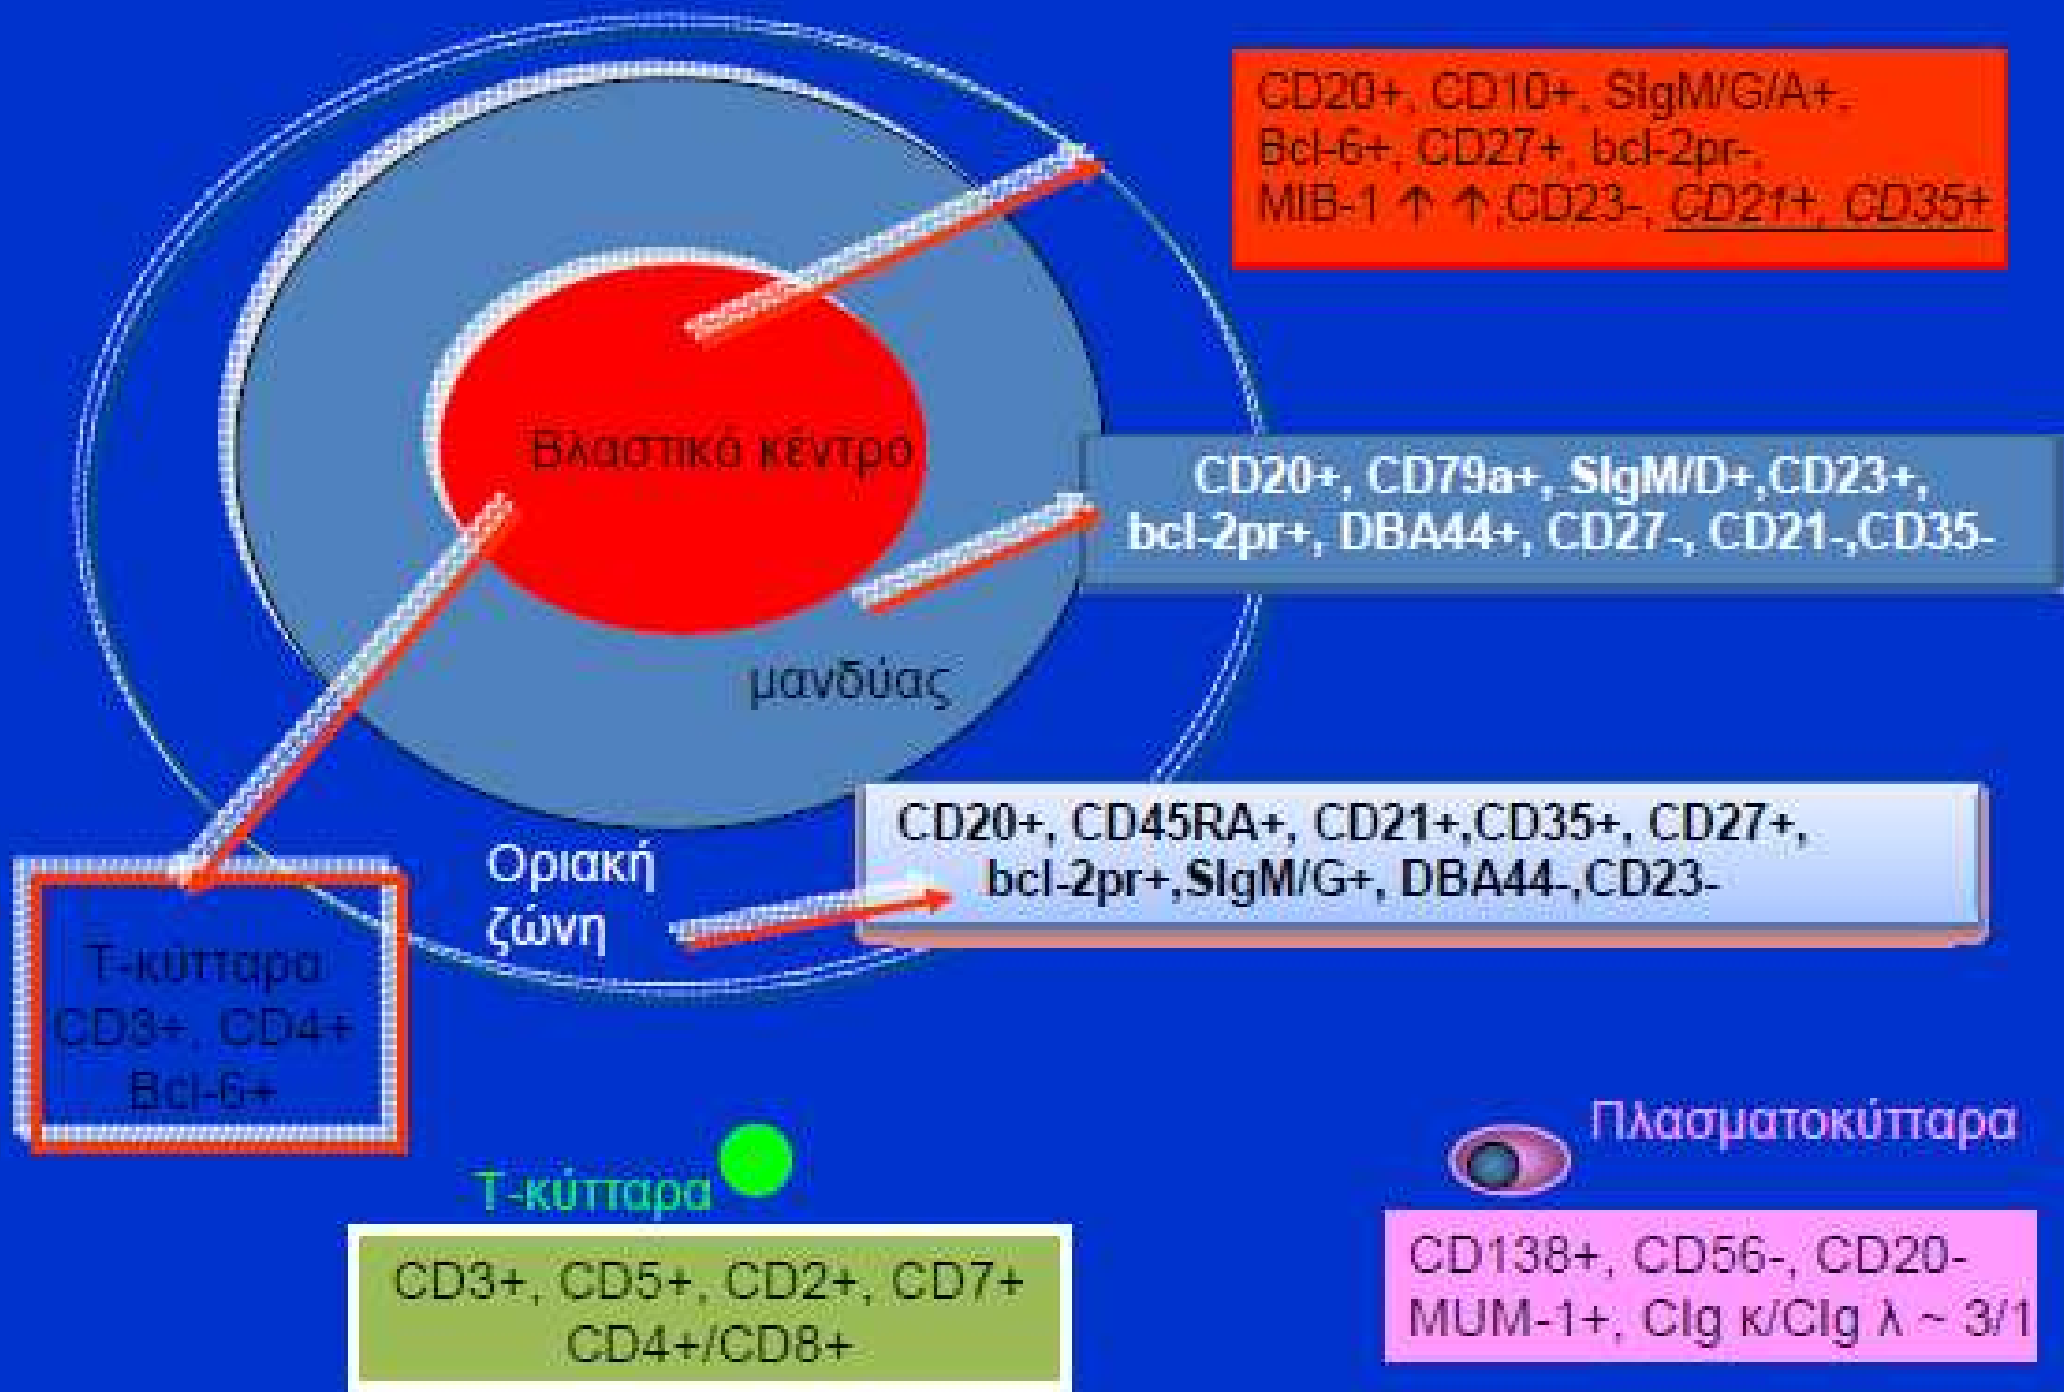 CD20+, CD10+, SIgM/G/A+,
Bcl-6+, CD27+, bcl-2pr-,
MIB-1 ↑ ↑,CD23-, CD21+, CD35+
Βλαστικό κέντρο
CD20+, CD79a+, SIgM/D+,CD23+,
bcl-2pr+, DBA44+, CD27-, CD21-,CD35-
μανδύας
CD20+, CD45RA+, CD21+,CD35+, CD27+,
bcl-2pr+,SIgM/G+, DBA44-,CD23-
Οριακή
ζώνη
Τ-κύτταρα
CD3+, CD4+
Bcl-6+
Τ-κύτταρα
CD3+, CD5+, CD2+, CD7+
CD4+/CD8+
Πλασματοκύτταρα
CD138+, CD56-, CD20-
MUM-1+, CIg κ/CIg λ ~ 3/1